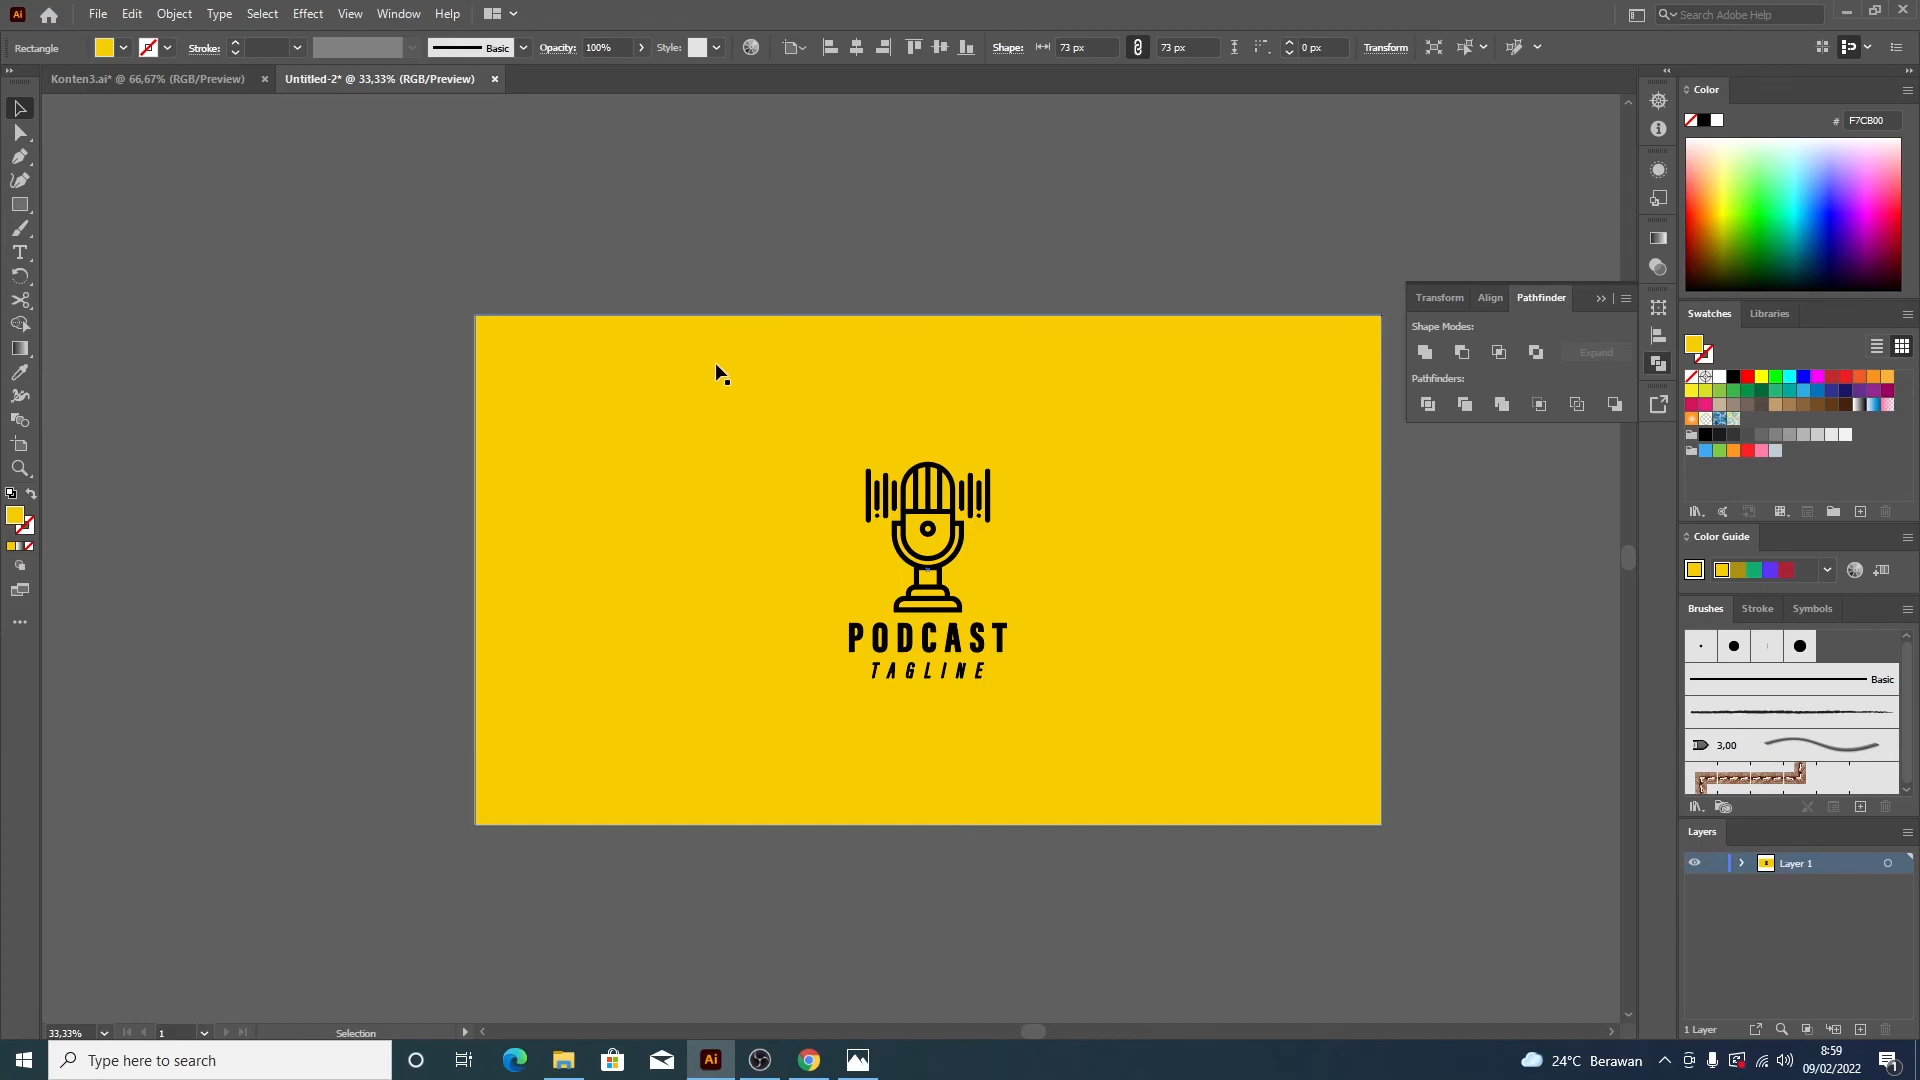 Ai File Edit Object Type Select Effect View Window Help Search Adobe Help
Rectangle Stroke: Basic Opacity: 100% Style: Shape: 73 px 73 px 0 px Transform
Konten3.ai* @ 66,67% (RGB/Preview) Untitled-2* @ 33,33% (RGB/Preview)
Color
# F7CB00
Transform Align Pathfinder
Shape Modes:
Expand
Pathfinders:
Swatches Libraries
Color Guide
Brushes Stroke Symbols
Basic
3,00
PODCAST
TAGLINE
Layers
Layer 1
33,33% 1 Selection
1 Layer
Type here to search
Ai
24°C Berawan
8:59
09/02/2022
1